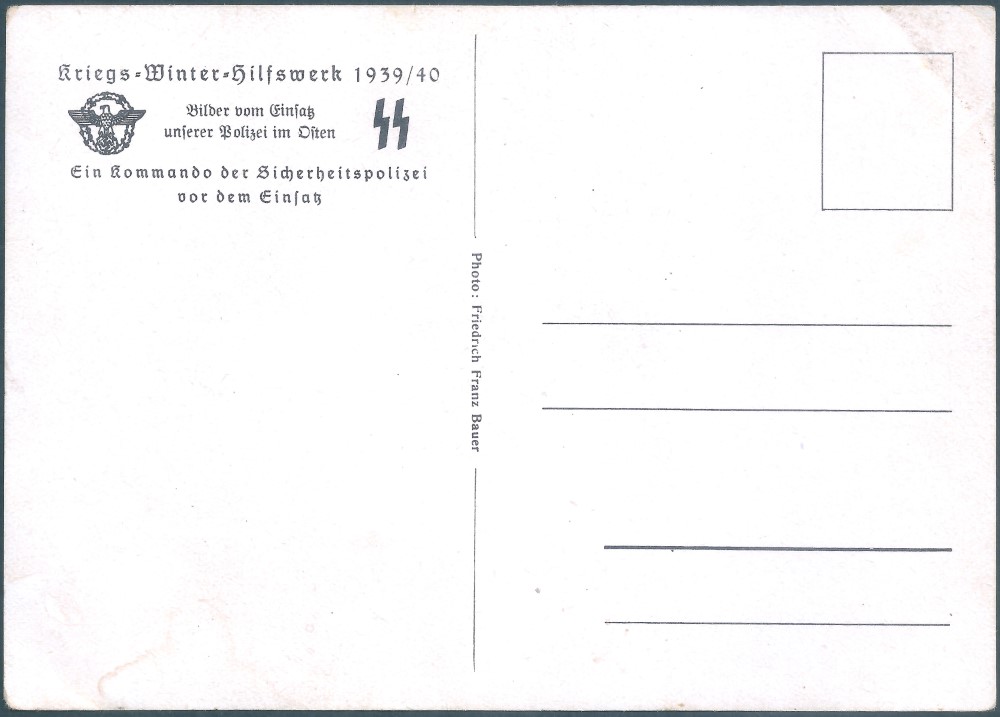 Kriegs-Winter-Hilfswerk 1939/40
Bilder vom Einsatz
unserer Polizei im Osten
Ein Kommando der Sicherheitspolizei
vor dem Einsatz
Photo: Friedrich Franz Bauer